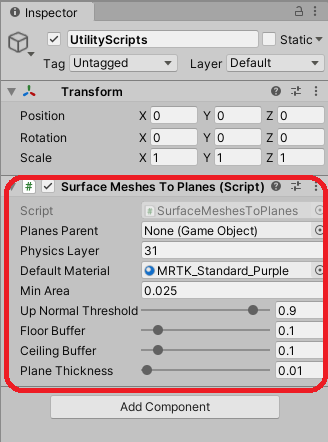 Inspector
UtilityScripts Static
Tag Untagged Layer Default
Transform
Position X 0 Y 0 Z 0
Rotation X 0 Y 0 Z 0
Scale X 1 Y 1 Z 1
# Surface Meshes To Planes (Script)
Script # SurfaceMeshesToPlanes
Planes Parent None (Game Object)
Physics Layer 31
Default Material MRTK_Standard_Purple
Min Area 0.025
Up Normal Threshold 0.9
Floor Buffer 0.1
Ceiling Buffer 0.1
Plane Thickness 0.01
Add Component